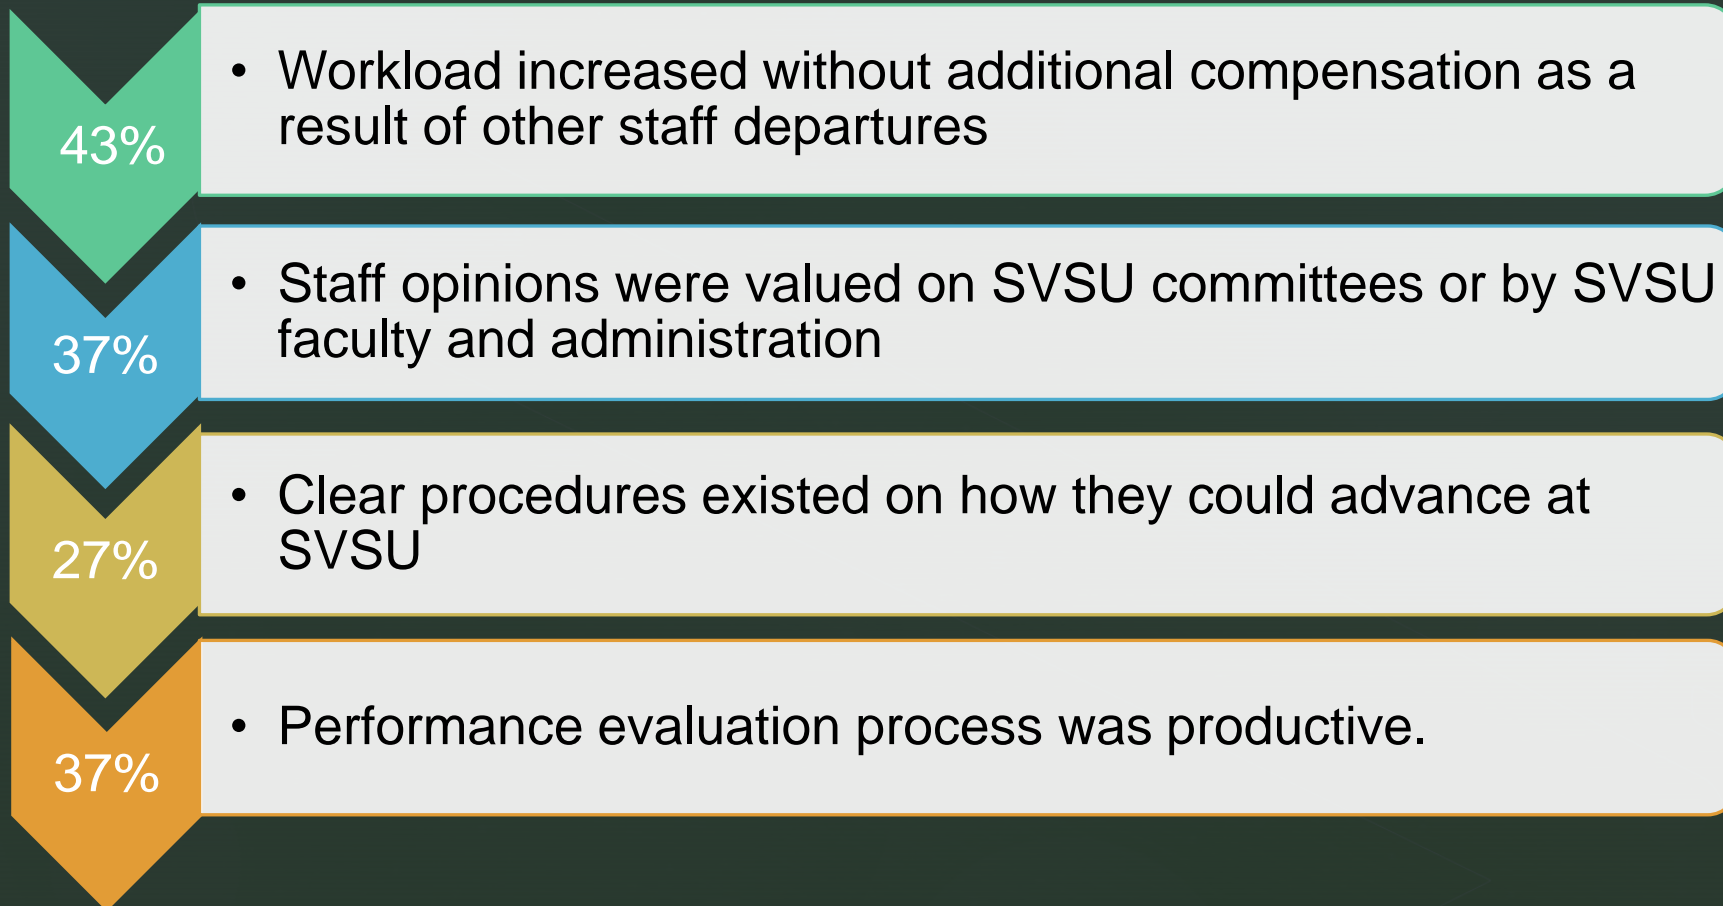 43%
• Workload increased without additional compensation as a
result of other staff departures
37%
• Staff opinions were valued on SVSU committees or by SVSU
faculty and administration
27%
• Clear procedures existed on how they could advance at
SVSU
37%
• Performance evaluation process was productive.